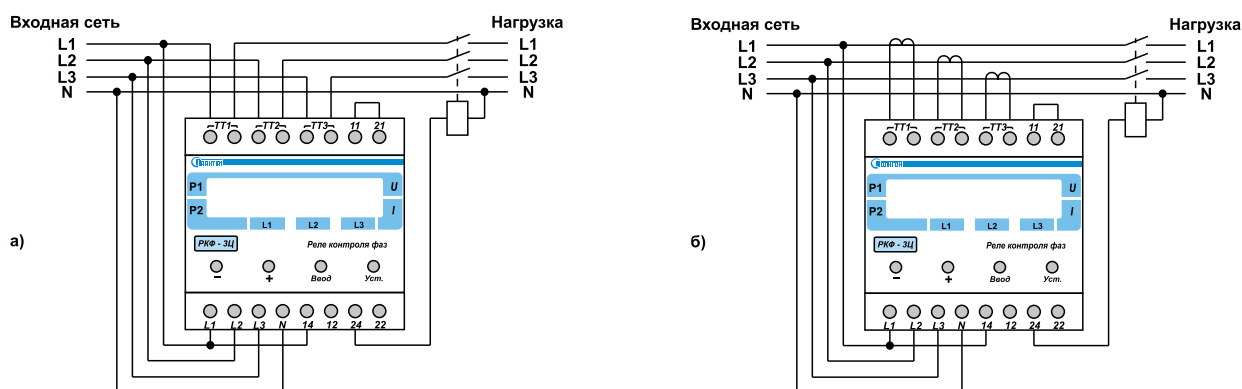 Входная сеть
Нагрузка
L1
L1
L2
L2
L3
L3
N
N
ТТ1 ТТ2 ТТ3 11 21
P1
U
P2
I
L1 L2 L3
а)
РКФ - 3Ц
Реле контроля фаз
– + Ввод Уст.
L1 L2 L3 N 14 12 24 22
Входная сеть
Нагрузка
L1
L1
L2
L2
L3
L3
N
N
ТТ1 ТТ2 ТТ3 11 21
P1
U
P2
I
L1 L2 L3
б)
РКФ - 3Ц
Реле контроля фаз
– + Ввод Уст.
L1 L2 L3 N 14 12 24 22